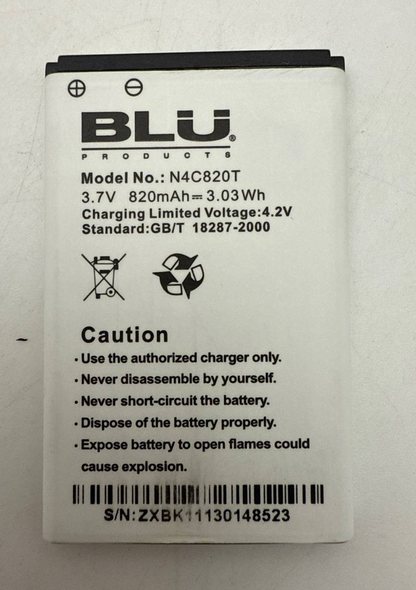 ⊕ ⊖
BLU®
PRODUCTS
Model No.: N4C820T
3.7V 820mAh⎓3.03Wh
Charging Limited Voltage:4.2V
Standard:GB/T 18287-2000
Caution
· Use the authorized charger only.
· Never disassemble by yourself.
· Never short-circuit the battery.
· Dispose of the battery properly.
· Expose battery to open flames could
cause explosion.
S/N:ZXBK11130148523